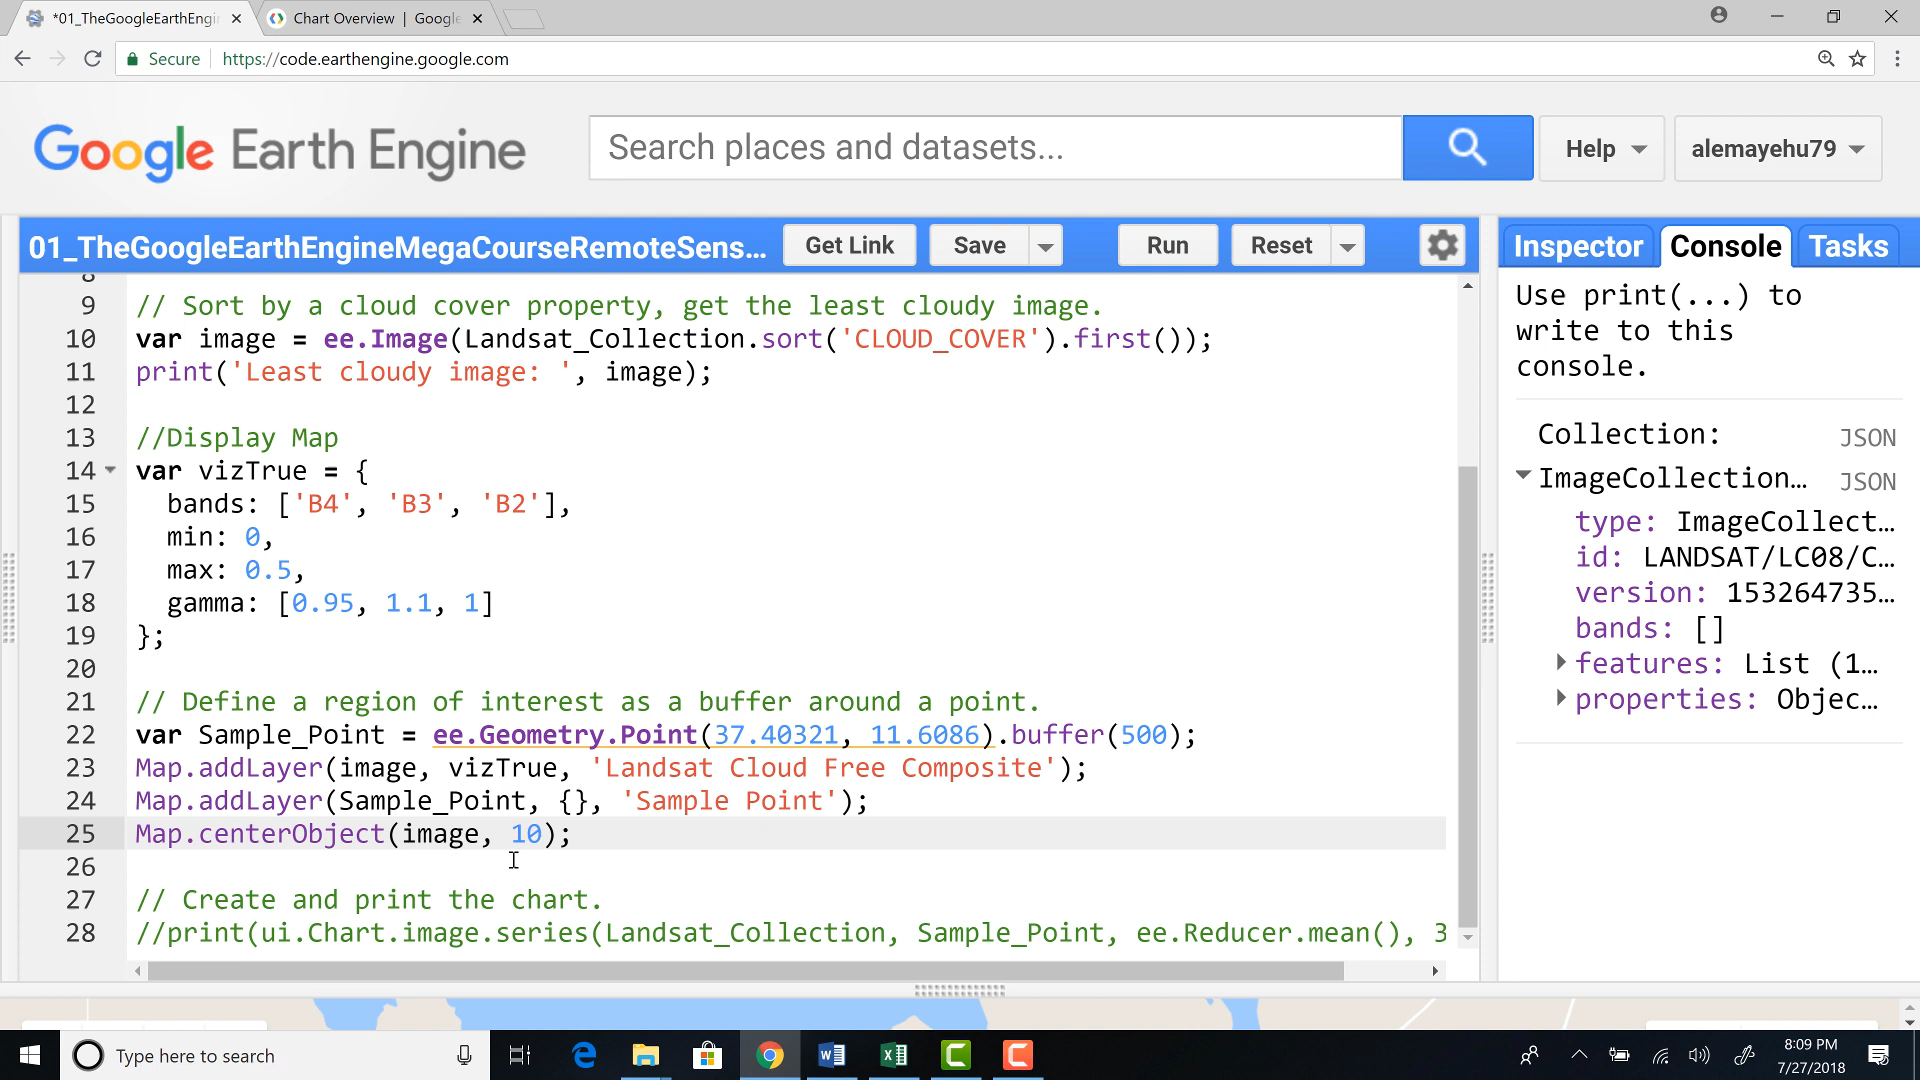 *01_TheGoogleEarthEngi
Chart Overview | Google
Secure https://code.earthengine.google.com
Google Earth Engine
Search places and datasets...
Help
alemayehu79
01_TheGoogleEarthEngineMegaCourseRemoteSens...
Get Link
Save
Run
Reset
Inspector
Console
Tasks
8
9 // Sort by a cloud cover property, get the least cloudy image.
10 var image = ee.Image(Landsat_Collection.sort('CLOUD_COVER').first());
11 print('Least cloudy image: ', image);
12
13 //Display Map
14 var vizTrue = {
15 bands: ['B4', 'B3', 'B2'],
16 min: 0,
17 max: 0.5,
18 gamma: [0.95, 1.1, 1]
19 };
20
21 // Define a region of interest as a buffer around a point.
22 var Sample_Point = ee.Geometry.Point(37.40321, 11.6086).buffer(500);
23 Map.addLayer(image, vizTrue, 'Landsat Cloud Free Composite');
24 Map.addLayer(Sample_Point, {}, 'Sample Point');
25 Map.centerObject(image, 10);
26
27 // Create and print the chart.
28 //print(ui.Chart.image.series(Landsat_Collection, Sample_Point, ee.Reducer.mean(), 3
Use print(...) to
write to this
console.
Collection: JSON
ImageCollection... JSON
type: ImageCollect...
id: LANDSAT/LC08/C...
version: 153264735...
bands: []
features: List (1...
properties: Objec...
Type here to search
8:09 PM
7/27/2018